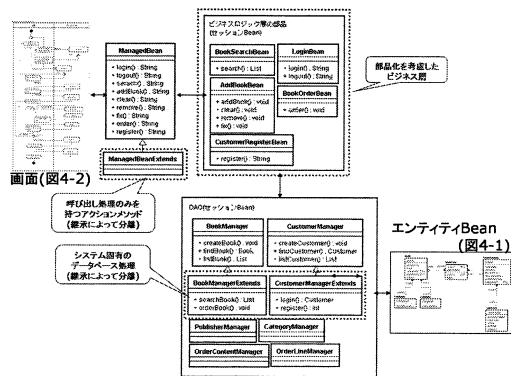 ビジネスロジック層の部品
(セッションBean)
ManagedBean
+ login() : String
+ logout() : String
+ search() : String
+ addBook() : String
+ clear() : String
+ remove() : String
+ fix() : String
+ order() : String
+ register() : String
ManagedBeanExtends
BookSearchBean
+ search() : List
LoginBean
+ login() : String
+ logout() : String
AddBookBean
+ addBook() : void
+ clear() : void
+ remove() : void
+ fix() : void
BookOrderBean
+ order() : void
CustomerRegisterBean
+ register() : String
部品化を考慮した
ビジネス層
画面(図4-2)
呼び出し処理のみを
持つアクションメソッド
(継承によって分離)
DAO(セッションBean)
BookManager
+ createBook() : void
+ findBook() : Book
+ listBook() : List
CustomerManager
+ createCustomer() : void
+ findCustomer() : Customer
+ listCustomer() : List
システム固有の
データベース処理
(継承によって分離)
BookManagerExtends
+ searchBook() : List
+ orderBook() : void
CustomerManagerExtends
+ login() : Customer
+ register() : List
PublisherManager
CategoryManager
OrderContentManager
OrderLineManager
エンティティBean
(図4-1)